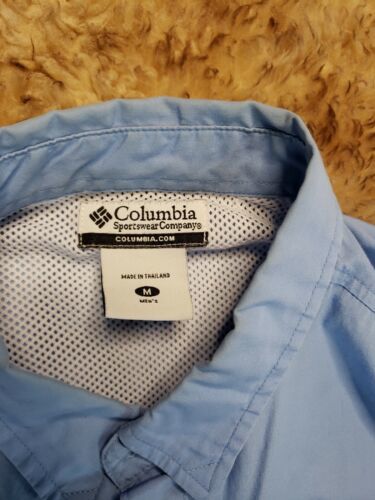 Columbia
Sportswear Company®
COLUMBIA.COM
MADE IN THAILAND
M
MEN'S